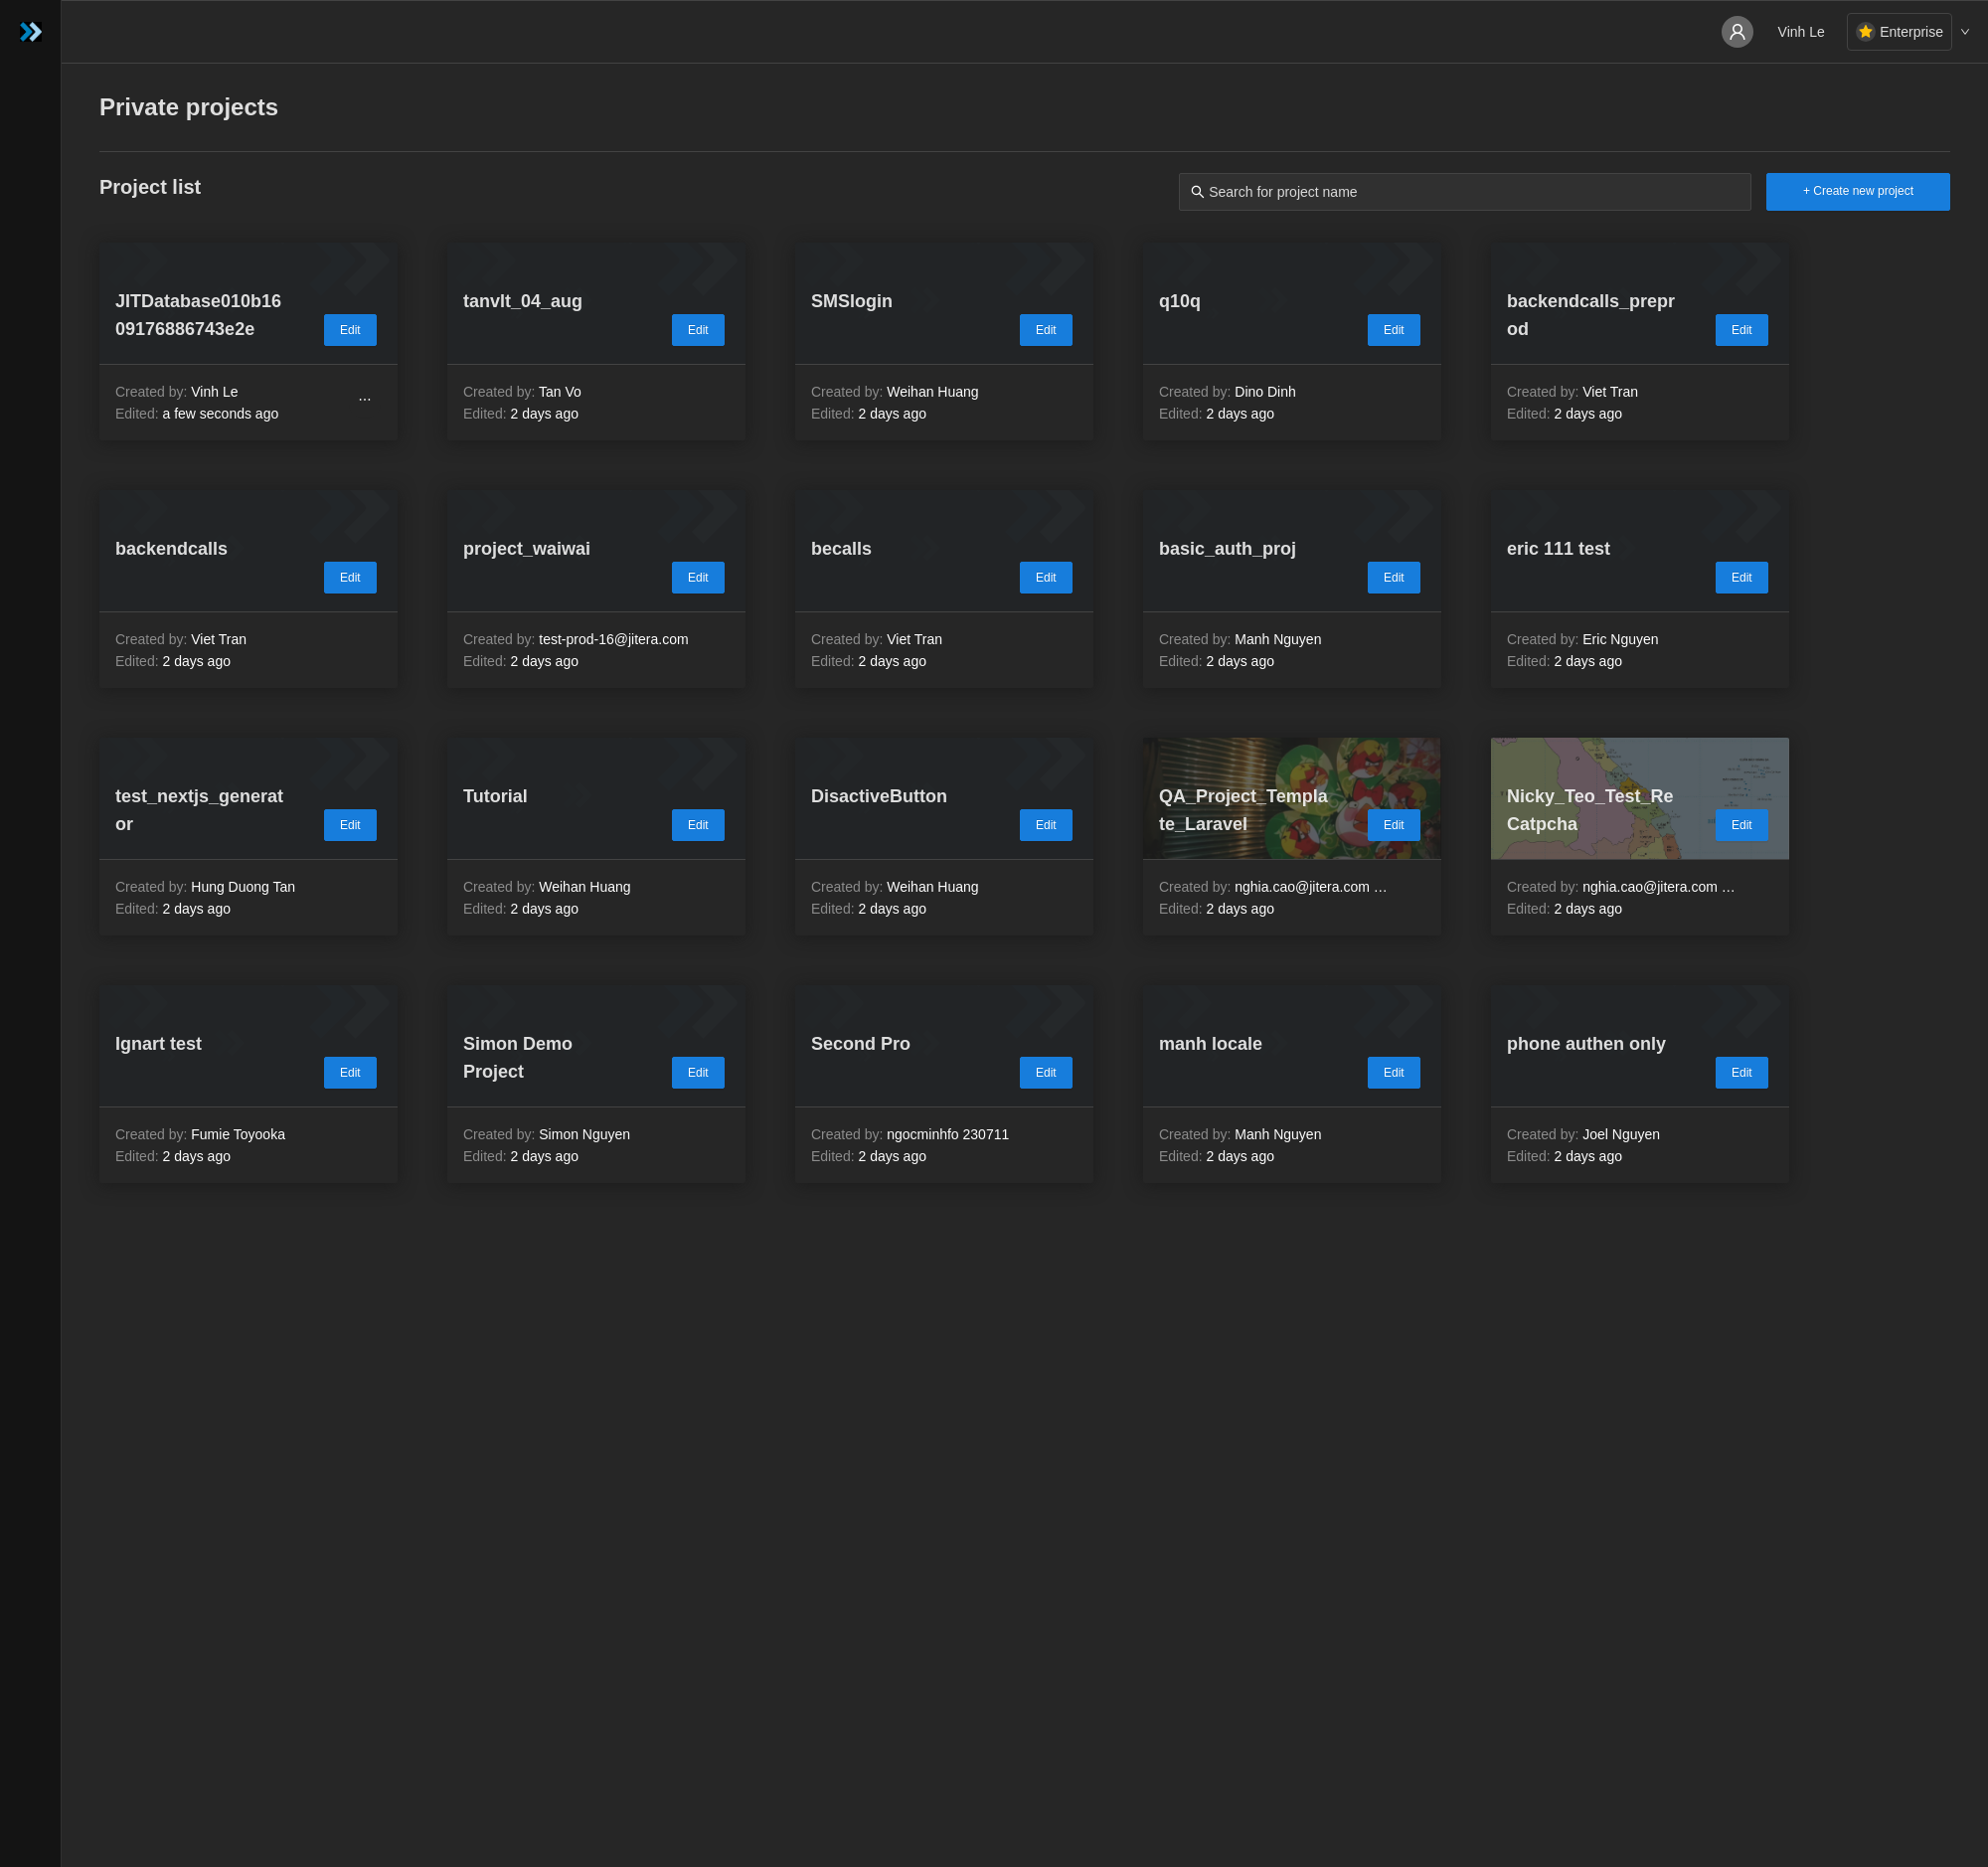 Vinh Le
Enterprise
Private projects
Project list
Search for project name
+ Create new project
JITDatabase010b16
09176886743e2e
Edit
Created by: Vinh Le
...
Edited: a few seconds ago
tanvlt_04_aug
Edit
Created by: Tan Vo
Edited: 2 days ago
SMSlogin
Edit
Created by: Weihan Huang
Edited: 2 days ago
q10q
Edit
Created by: Dino Dinh
Edited: 2 days ago
backendcalls_prepr
od
Edit
Created by: Viet Tran
Edited: 2 days ago
backendcalls
Edit
Created by: Viet Tran
Edited: 2 days ago
project_waiwai
Edit
Created by: test-prod-16@jitera.com
Edited: 2 days ago
becalls
Edit
Created by: Viet Tran
Edited: 2 days ago
basic_auth_proj
Edit
Created by: Manh Nguyen
Edited: 2 days ago
eric 111 test
Edit
Created by: Eric Nguyen
Edited: 2 days ago
test_nextjs_generat
or
Edit
Created by: Hung Duong Tan
Edited: 2 days ago
Tutorial
Edit
Created by: Weihan Huang
Edited: 2 days ago
DisactiveButton
Edit
Created by: Weihan Huang
Edited: 2 days ago
QA_Project_Templa
te_Laravel
Edit
Created by: nghia.cao@jitera.com ...
Edited: 2 days ago
Nicky_Teo_Test_Re
Catpcha
Edit
Created by: nghia.cao@jitera.com ...
Edited: 2 days ago
Ignart test
Edit
Created by: Fumie Toyooka
Edited: 2 days ago
Simon Demo
Project
Edit
Created by: Simon Nguyen
Edited: 2 days ago
Second Pro
Edit
Created by: ngocminhfo 230711
Edited: 2 days ago
manh locale
Edit
Created by: Manh Nguyen
Edited: 2 days ago
phone authen only
Edit
Created by: Joel Nguyen
Edited: 2 days ago